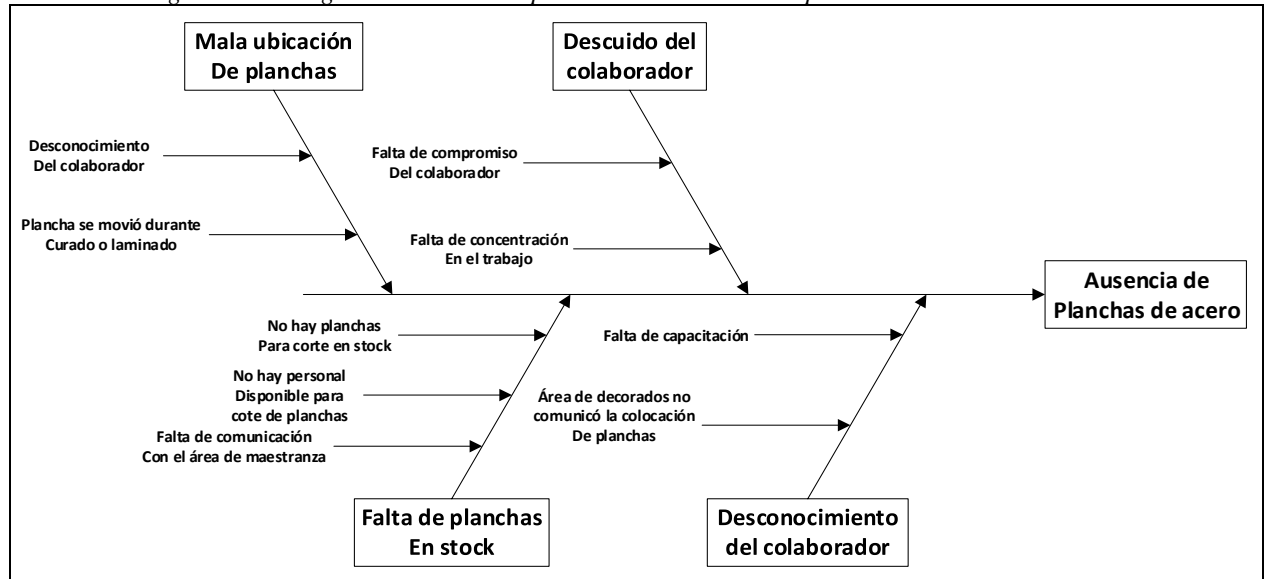 Mala ubicación
De planchas
Descuido del
colaborador
Desconocimiento
Del colaborador
Falta de compromiso
Del colaborador
Plancha se movió durante
Curado o laminado
Falta de concentración
En el trabajo
Ausencia de
Planchas de acero
No hay planchas
Para corte en stock
Falta de capacitación
No hay personal
Disponible para
cote de planchas
Área de decorados no
comunicó la colocación
De planchas
Falta de comunicación
Con el área de maestranza
Falta de planchas
En stock
Desconocimiento
del colaborador